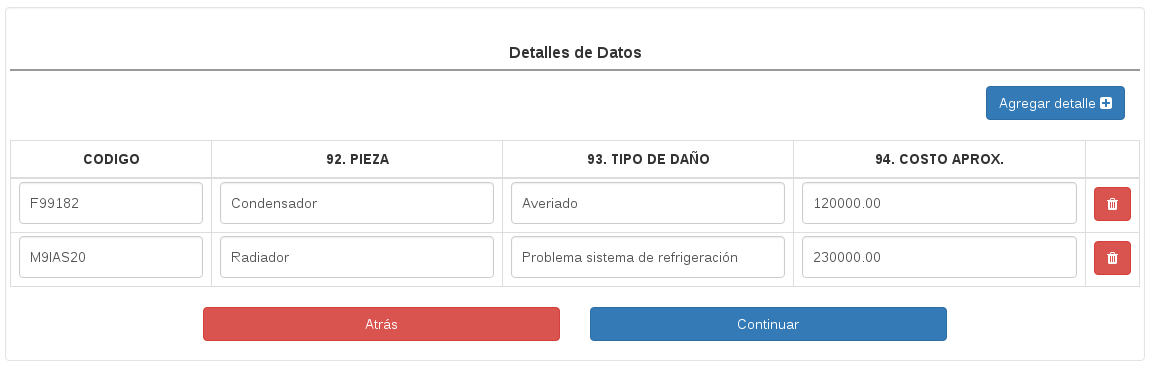 Detalles de Datos
Agregar detalle
CODIGO 92. PIEZA 93. TIPO DE DAÑO 94. COSTO APROX.
F99182 Condensador Averiado 120000.00
M9IAS20 Radiador Problema sistema de refrigeración 230000.00
Atrás Continuar